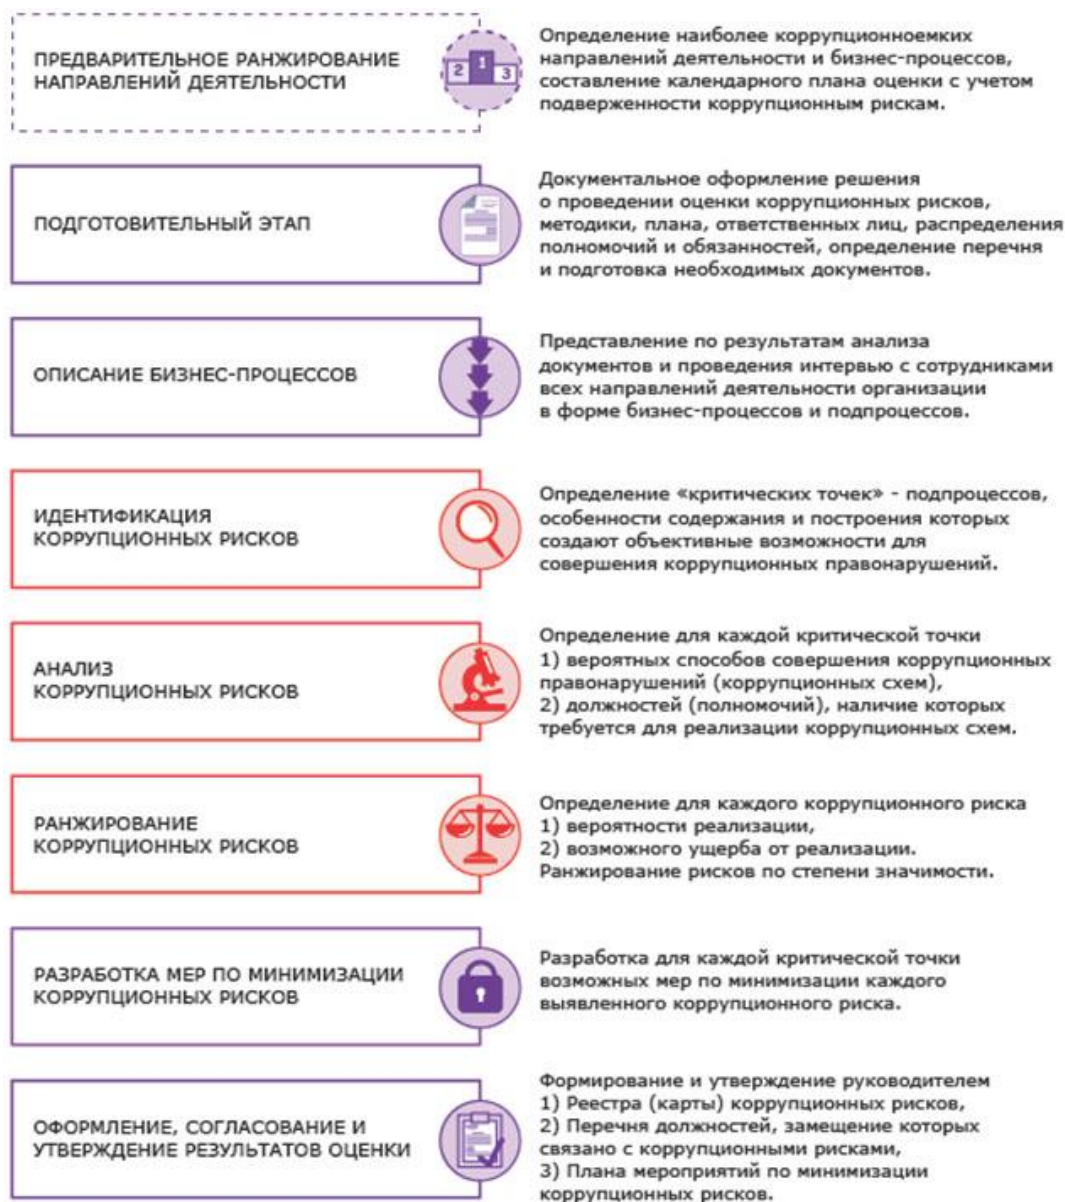 ПРЕДВАРИТЕЛЬНОЕ РАНЖИРОВАНИЕ
НАПРАВЛЕНИЙ ДЕЯТЕЛЬНОСТИ
2 1 3
Определение наиболее коррупционноемких
направлений деятельности и бизнес-процессов,
составление календарного плана оценки с учетом
подверженности коррупционным рискам.
ПОДГОТОВИТЕЛЬНЫЙ ЭТАП
Документальное оформление решения
о проведении оценки коррупционных рисков,
методики, плана, ответственных лиц, распределения
полномочий и обязанностей, определение перечня
и подготовка необходимых документов.
ОПИСАНИЕ БИЗНЕС-ПРОЦЕССОВ
Представление по результатам анализа
документов и проведения интервью с сотрудниками
всех направлений деятельности организации
в форме бизнес-процессов и подпроцессов.
ИДЕНТИФИКАЦИЯ
КОРРУПЦИОННЫХ РИСКОВ
Определение «критических точек» - подпроцессов,
особенности содержания и построения которых
создают объективные возможности для
совершения коррупционных правонарушений.
АНАЛИЗ
КОРРУПЦИОННЫХ РИСКОВ
Определение для каждой критической точки
1) вероятных способов совершения коррупционных
правонарушений (коррупционных схем),
2) должностей (полномочий), наличие которых
требуется для реализации коррупционных схем.
РАНЖИРОВАНИЕ
КОРРУПЦИОННЫХ РИСКОВ
Определение для каждого коррупционного риска
1) вероятности реализации,
2) возможного ущерба от реализации.
Ранжирование рисков по степени значимости.
РАЗРАБОТКА МЕР ПО МИНИМИЗАЦИИ
КОРРУПЦИОННЫХ РИСКОВ
Разработка для каждой критической точки
возможных мер по минимизации каждого
выявленного коррупционного риска.
ОФОРМЛЕНИЕ, СОГЛАСОВАНИЕ И
УТВЕРЖДЕНИЕ РЕЗУЛЬТАТОВ ОЦЕНКИ
Формирование и утверждение руководителем
1) Реестра (карты) коррупционных рисков,
2) Перечня должностей, замещение которых
связано с коррупционными рисками,
3) Плана мероприятий по минимизации
коррупционных рисков.